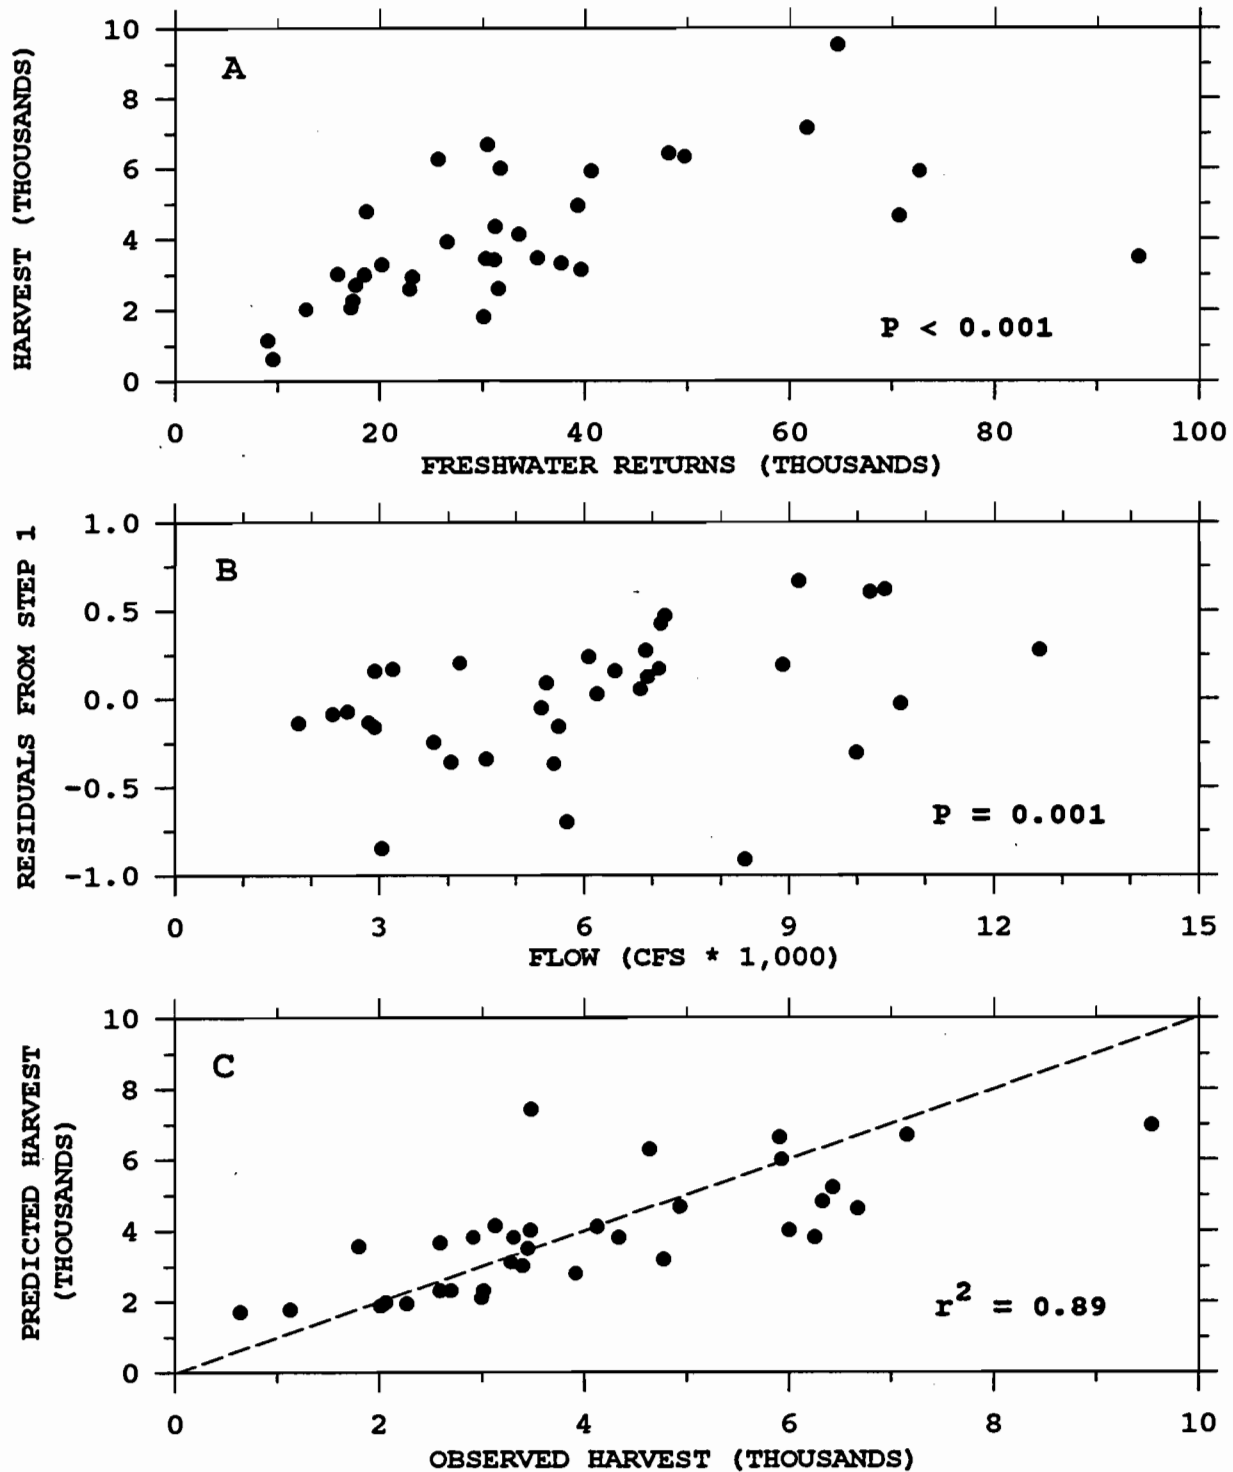 10
8
6
4
2
0
HARVEST (THOUSANDS)
A
P < 0.001
0 20 40 60 80 100
FRESHWATER RETURNS (THOUSANDS)
1.0
0.5
0.0
-0.5
-1.0
RESIDUALS FROM STEP 1
B
P = 0.001
0 3 6 9 12 15
FLOW (CFS * 1,000)
10
8
6
4
2
0
PREDICTED HARVEST
(THOUSANDS)
C
r² = 0.89
0 2 4 6 8 10
OBSERVED HARVEST (THOUSANDS)